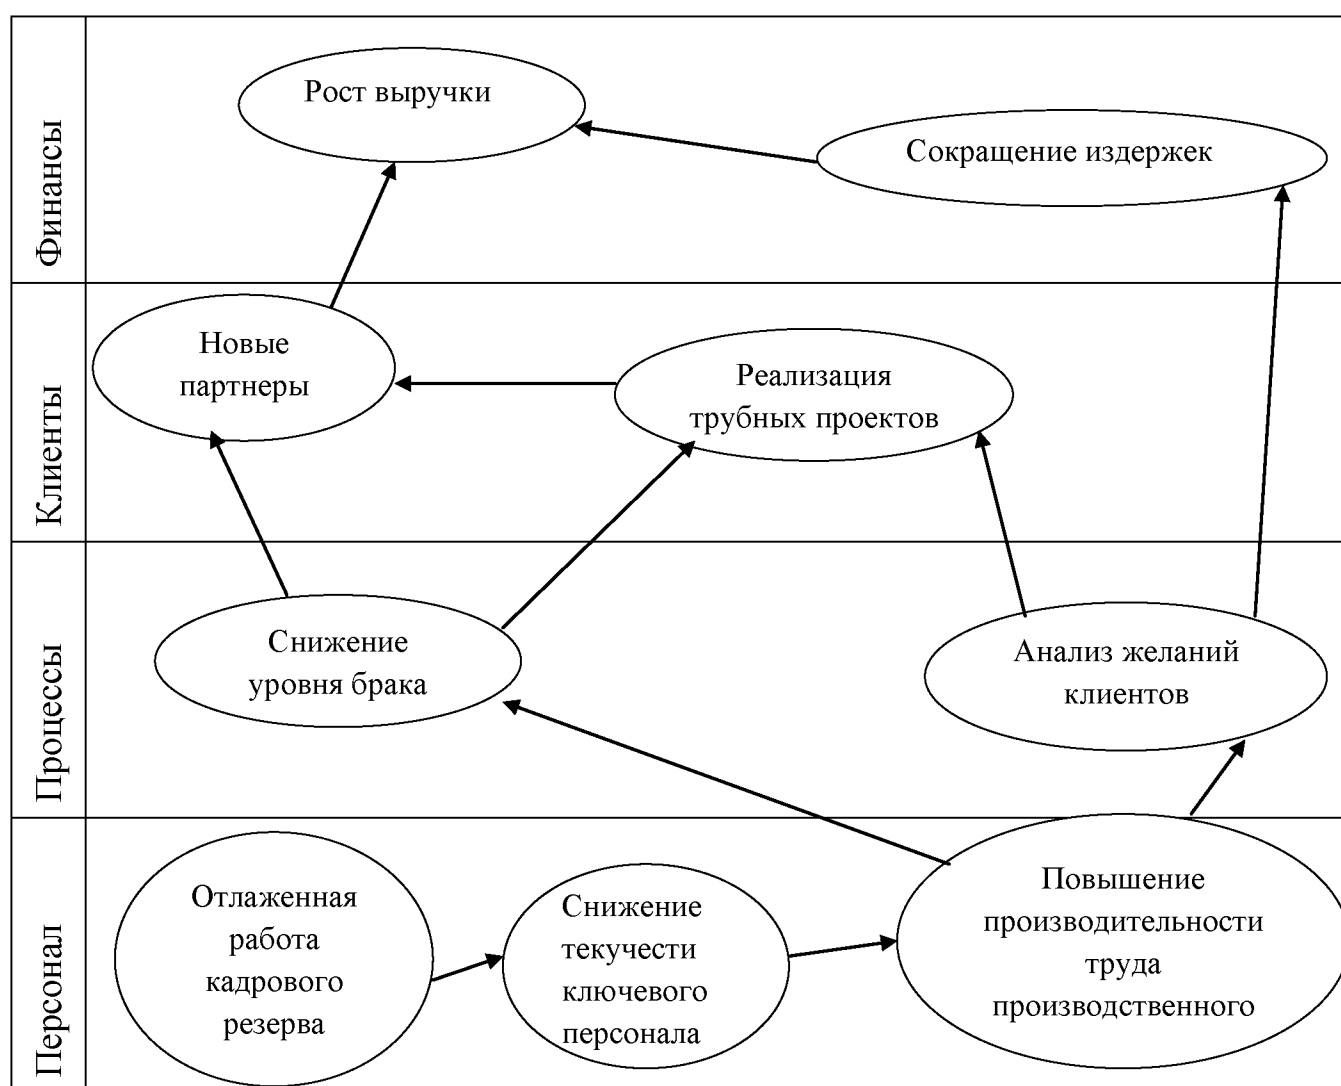 Финансы
Рост выручки
Сокращение издержек
Клиенты
Новые
партнеры
Реализация
трубных проектов
Процессы
Снижение
уровня брака
Анализ желаний
клиентов
Персонал
Отлаженная
работа
кадрового
резерва
Снижение
текучести
ключевого
персонала
Повышение
производительности
труда
производственного